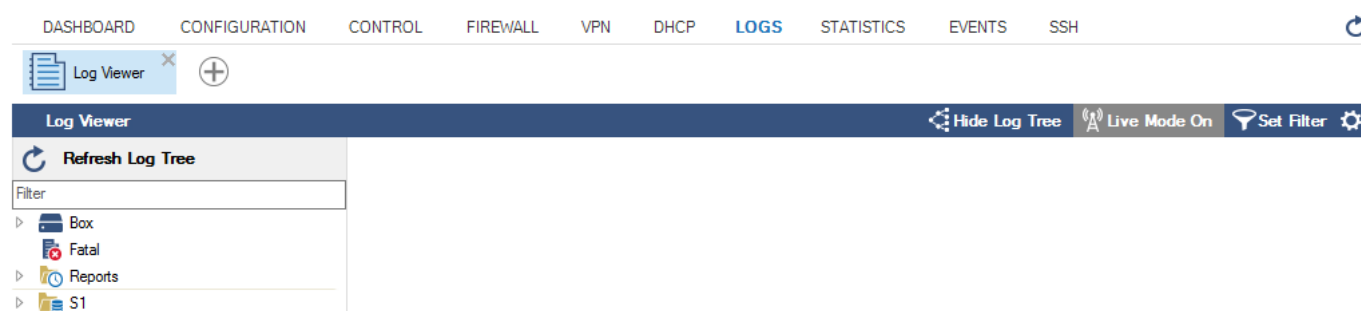 DASHBOARD CONFIGURATION CONTROL FIREWALL VPN DHCP LOGS STATISTICS EVENTS SSH
Log Viewer
Log Viewer Hide Log Tree Live Mode On Set Filter
Refresh Log Tree
Filter
Box
Fatal
Reports
S1